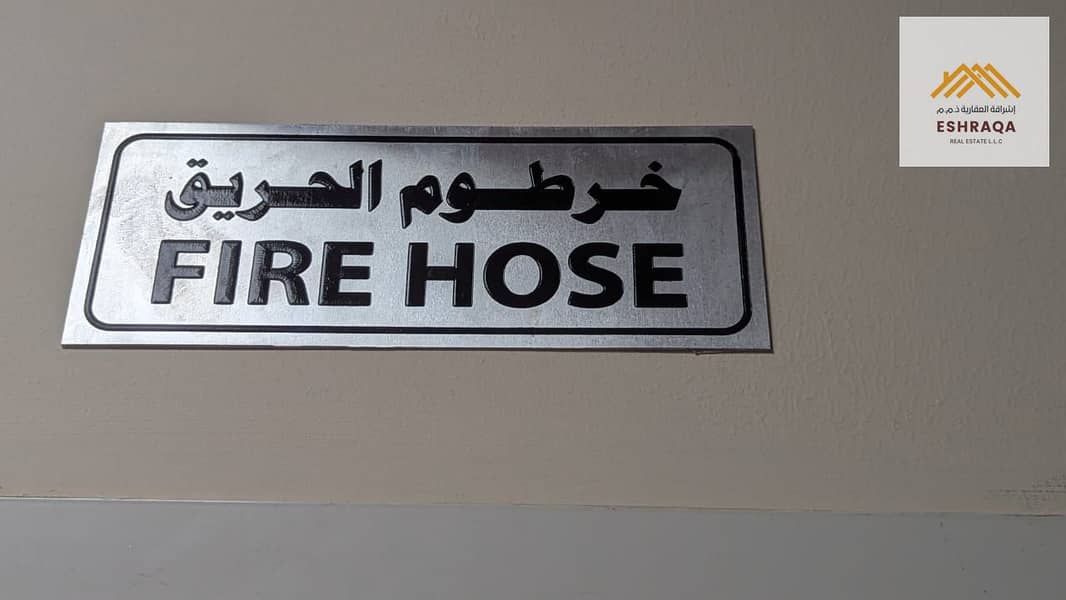 خرطوم الحريق
FIRE HOSE
إشراقة العقارية ذ.م.م
ESHRAQA
REAL ESTATE L.L.C